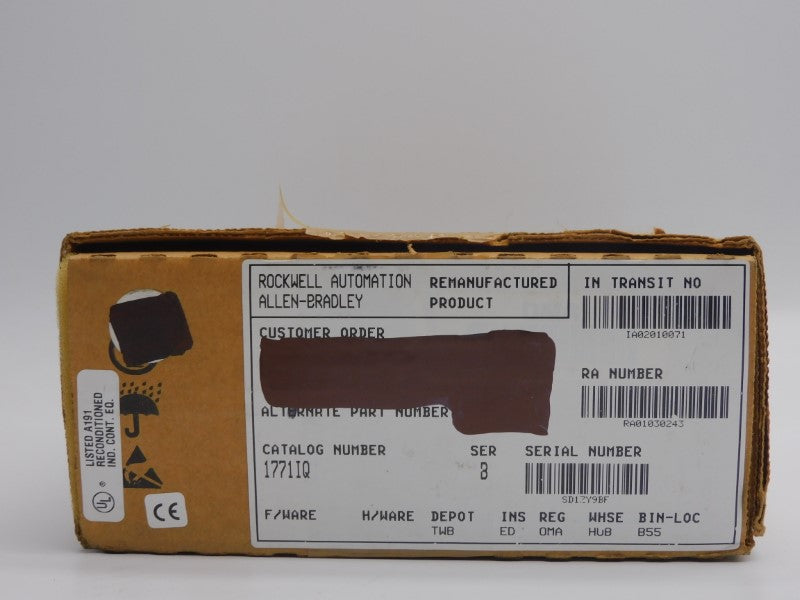 ROCKWELL AUTOMATION
ALLEN-BRADLEY
REMANUFACTURED
PRODUCT
IN TRANSIT NO
IA02010071
CUSTOMER ORDER
RA NUMBER
RA01030243
ALTERNATE PART NUMBER
CATALOG NUMBER SER SERIAL NUMBER
1771IQ B
SD1ZY9BF
F/WARE H/WARE DEPOT INS REG WHSE BIN-LOC
TWB ED OMA HUB B55
LISTED A191
RECONDITIONED
IND. CONT. EQ.
UL
CE